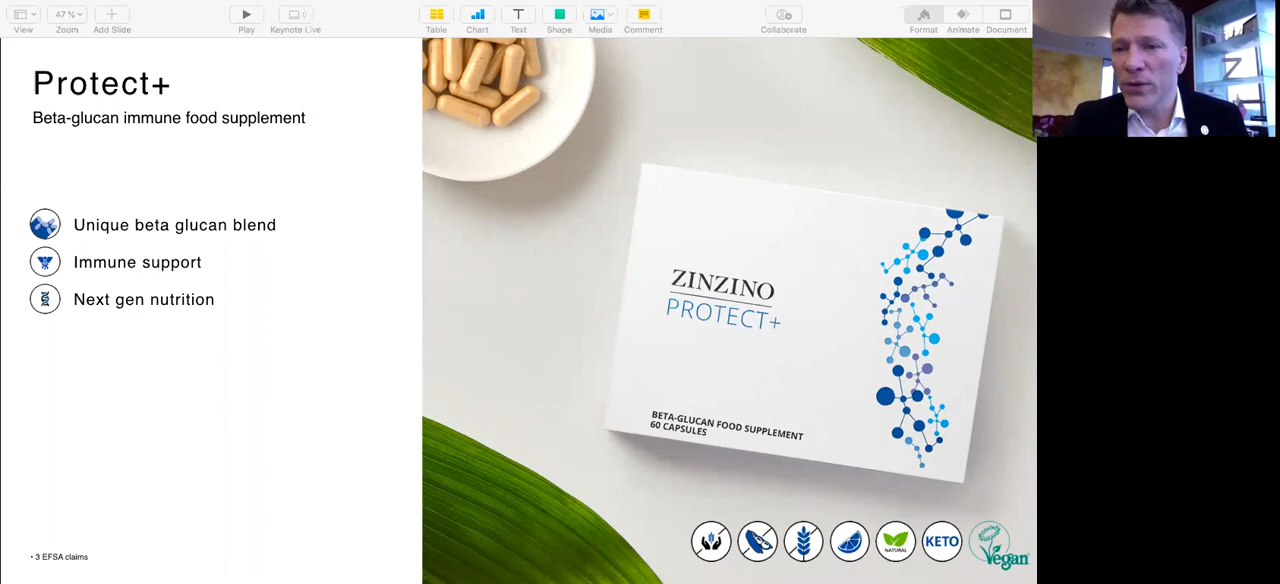 View
47 %
Zoom
Add Slide
Play
Keynote Live
Table
Chart
Text
Shape
Media
Comment
Collaborate
Format
Animate
Document
Protect+
Beta-glucan immune food supplement
Unique beta glucan blend
Immune support
Next gen nutrition
• 3 EFSA claims
ZINZINO
PROTECT+
BETA-GLUCAN FOOD SUPPLEMENT
60 CAPSULES
NATURAL
KETO
Vegan